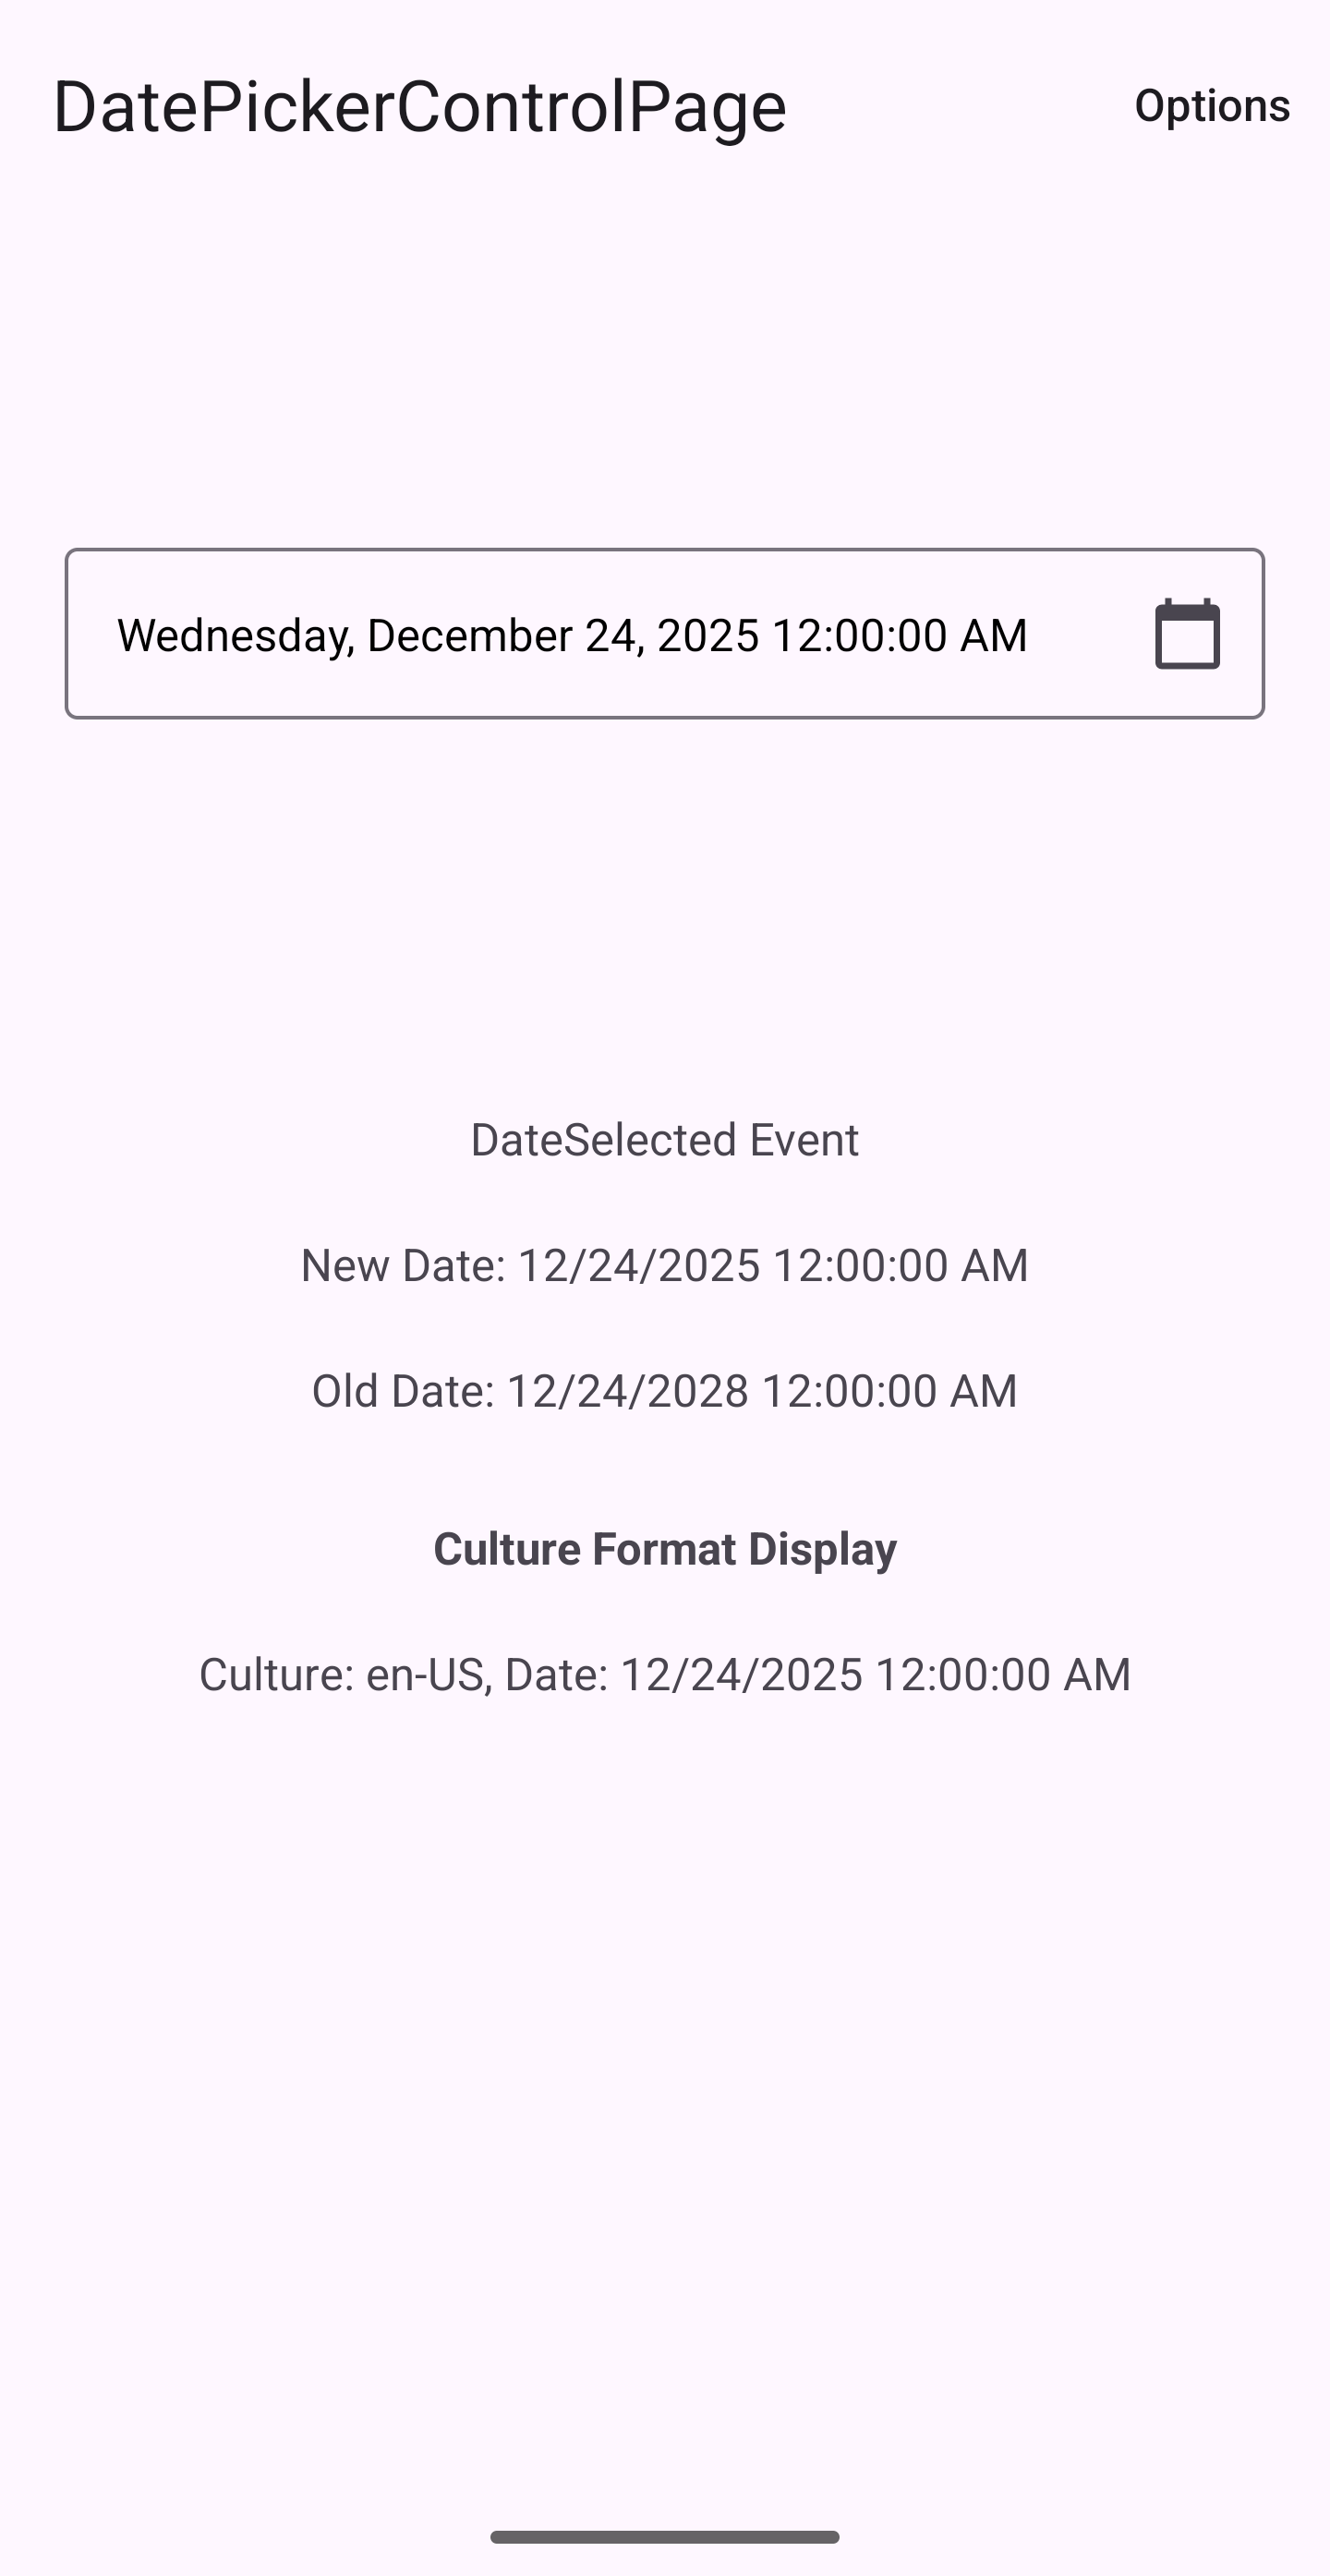 DatePickerControlPage
Options
Wednesday, December 24, 2025 12:00:00 AM
DateSelected Event
New Date: 12/24/2025 12:00:00 AM
Old Date: 12/24/2028 12:00:00 AM
Culture Format Display
Culture: en-US, Date: 12/24/2025 12:00:00 AM